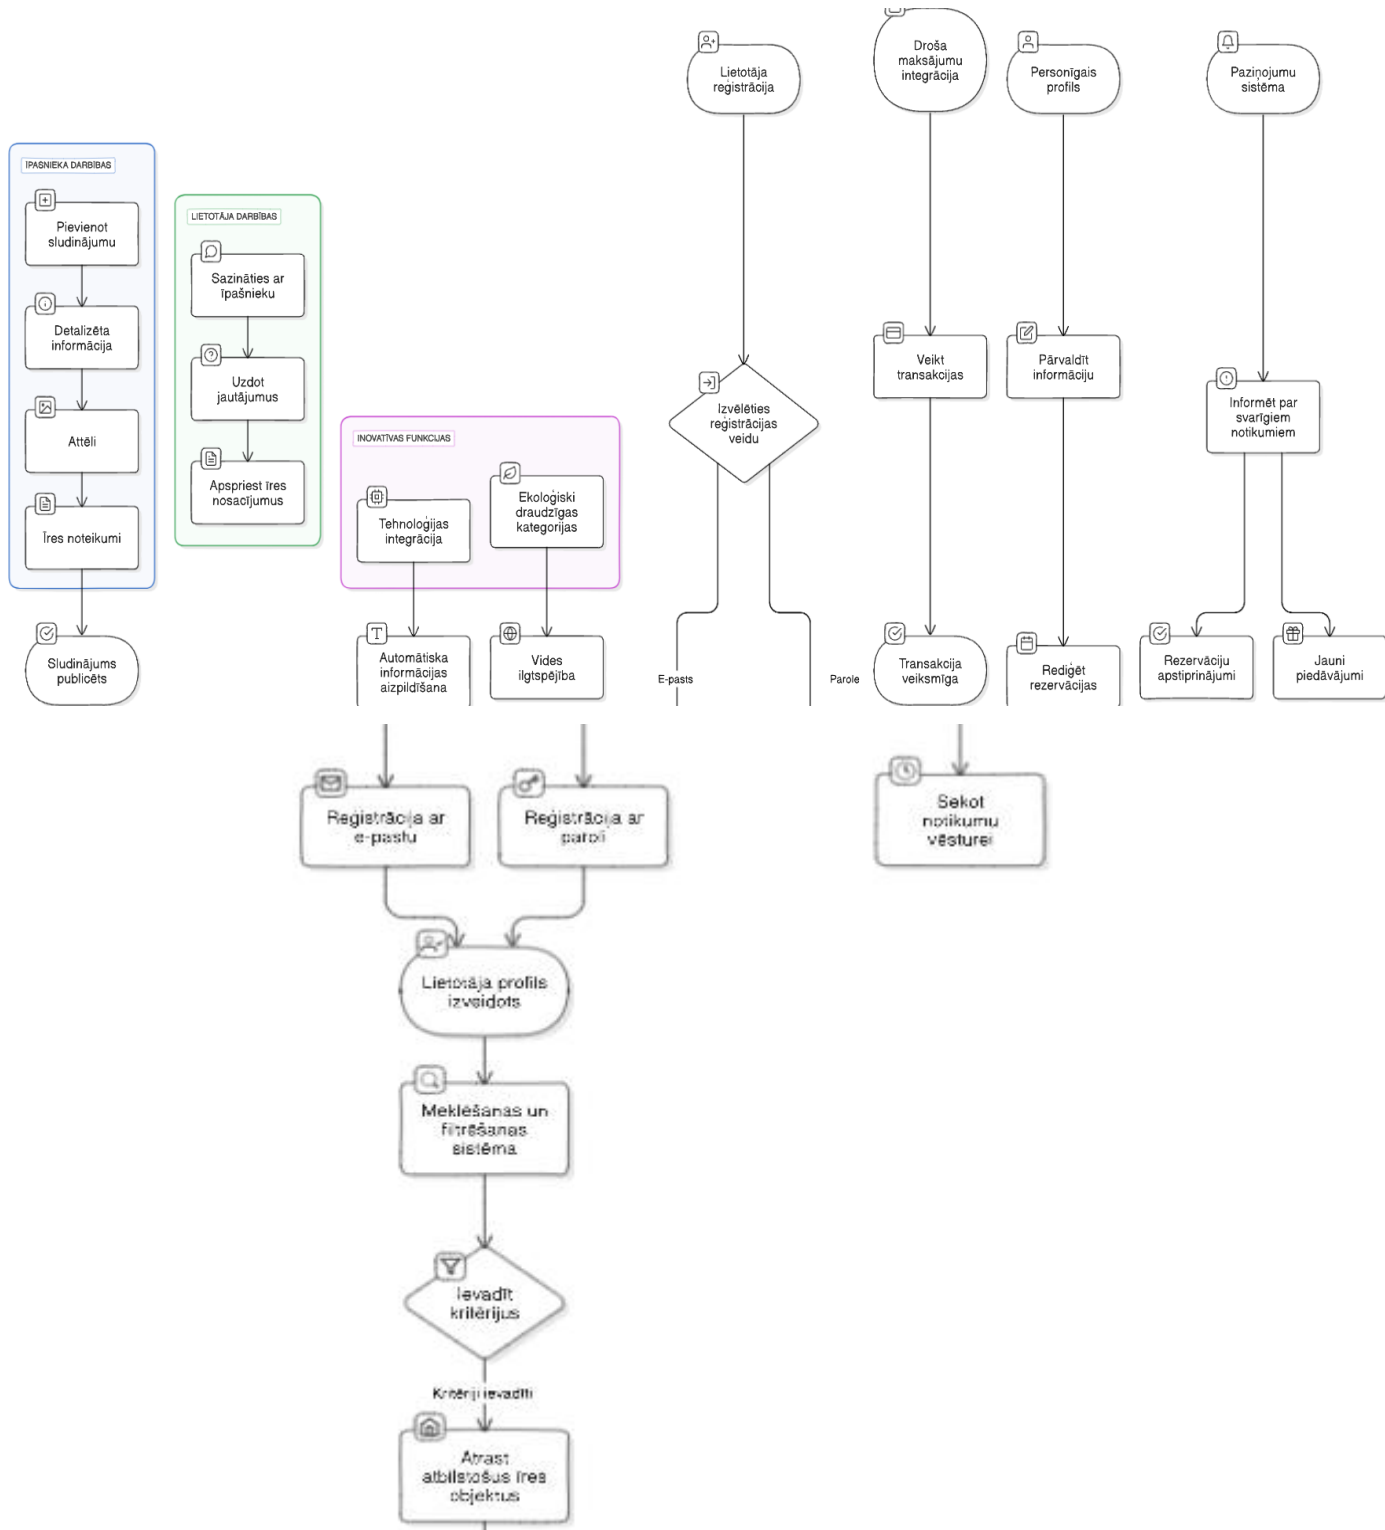 ĪPAŠNIEKA DARBĪBAS
Pievienot
sludinājumu
Detalizēta
informācija
Attēli
Īres noteikumi
Sludinājums
publicēts
LIETOTĀJA DARBĪBAS
Sazināties ar
īpašnieku
Uzdot
jautājumus
Apspriest īres
nosacījumus
INOVATĪVAS FUNKCIJAS
Tehnoloģijas
integrācija
Automātiska
informācijas
aizpildīšana
Ekoloģiski
draudzīgas
kategorijas
Vides
ilgtspējība
Lietotāja
reģistrācija
Izvēlēties
reģistrācijas
veidu
E-pasts
Parole
Droša
maksājumu
integrācija
Veikt
transakcijas
Transakcija
veiksmīga
Personīgais
profils
Pārvaldīt
informāciju
Rediģēt
rezervācijas
Paziņojumu
sistēma
Informēt par
svarīgiem
notikumiem
Rezervāciju
apstiprinājumi
Jauni
piedāvājumi
Reģistrācija ar
e-pastu
Reģistrācija ar
paroli
Sekot
notikumu
vēsturei
Lietotāja profils
izveidots
Meklēšanas un
filtrēšanas
sistēma
Ievadīt
kritērijus
Kritēriji ievadīti
Atrast
atbilstošus īres
objektus